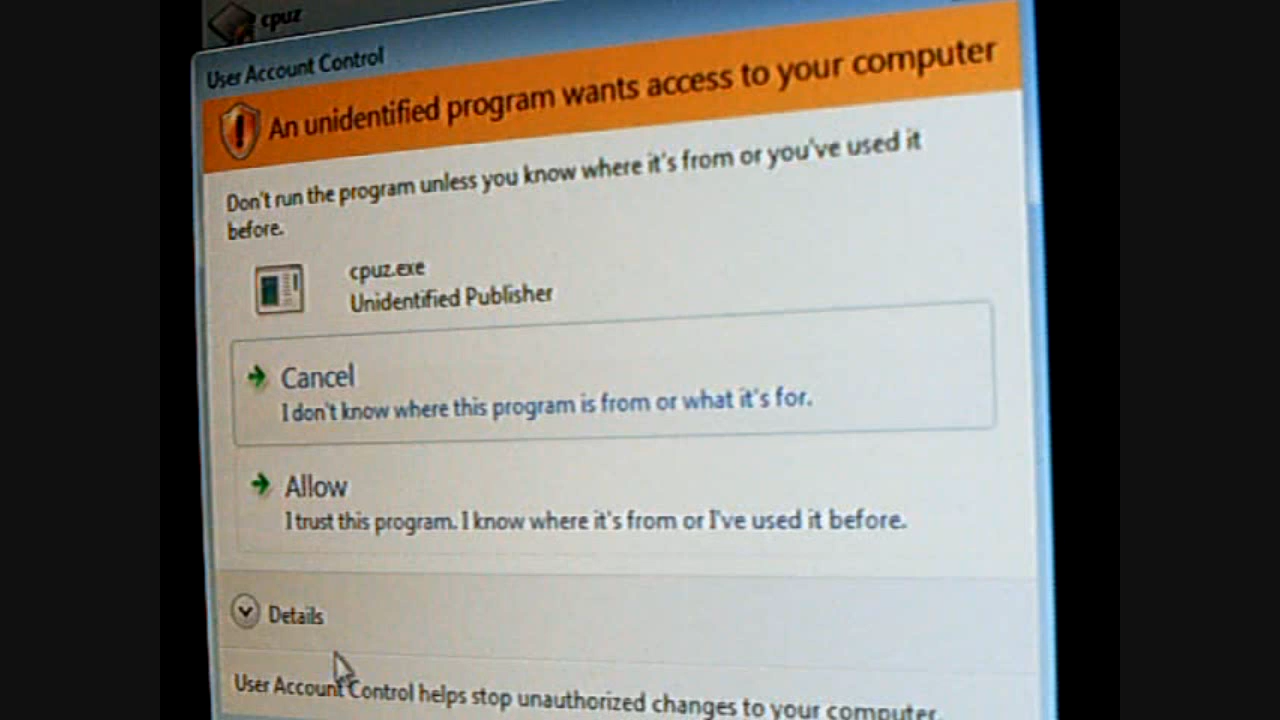 cpuz
User Account Control
An unidentified program wants access to your computer
Don't run the program unless you know where it's from or you've used it
before.
cpuz.exe
Unidentified Publisher
Cancel
I don't know where this program is from or what it's for.
Allow
I trust this program. I know where it's from or I've used it before.
Details
User Account Control helps stop unauthorized changes to your computer.